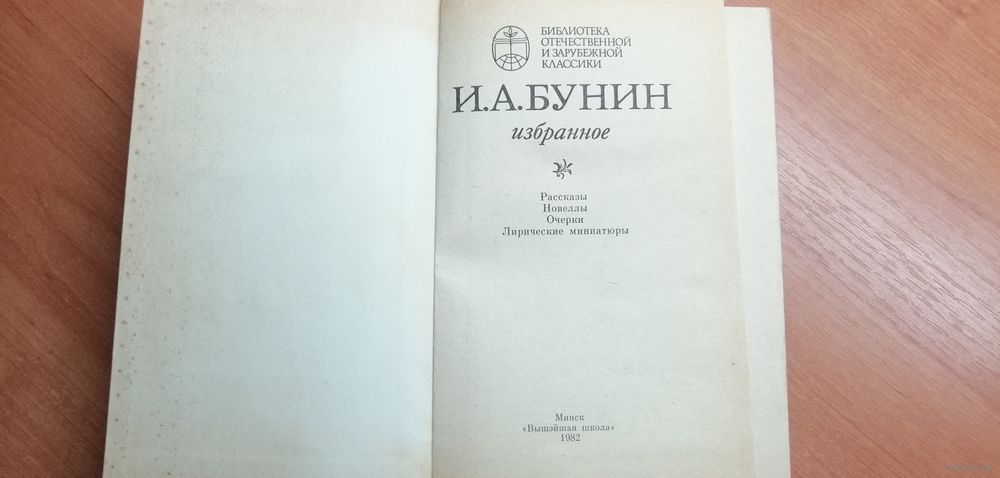 БИБЛИОТЕКА
ОТЕЧЕСТВЕННОЙ
И ЗАРУБЕЖНОЙ
КЛАССИКИ
И.А.БУНИН
избранное
Рассказы
Новеллы
Очерки
Лирические миниатюры
Минск
«Вышэйшая школа»
1982